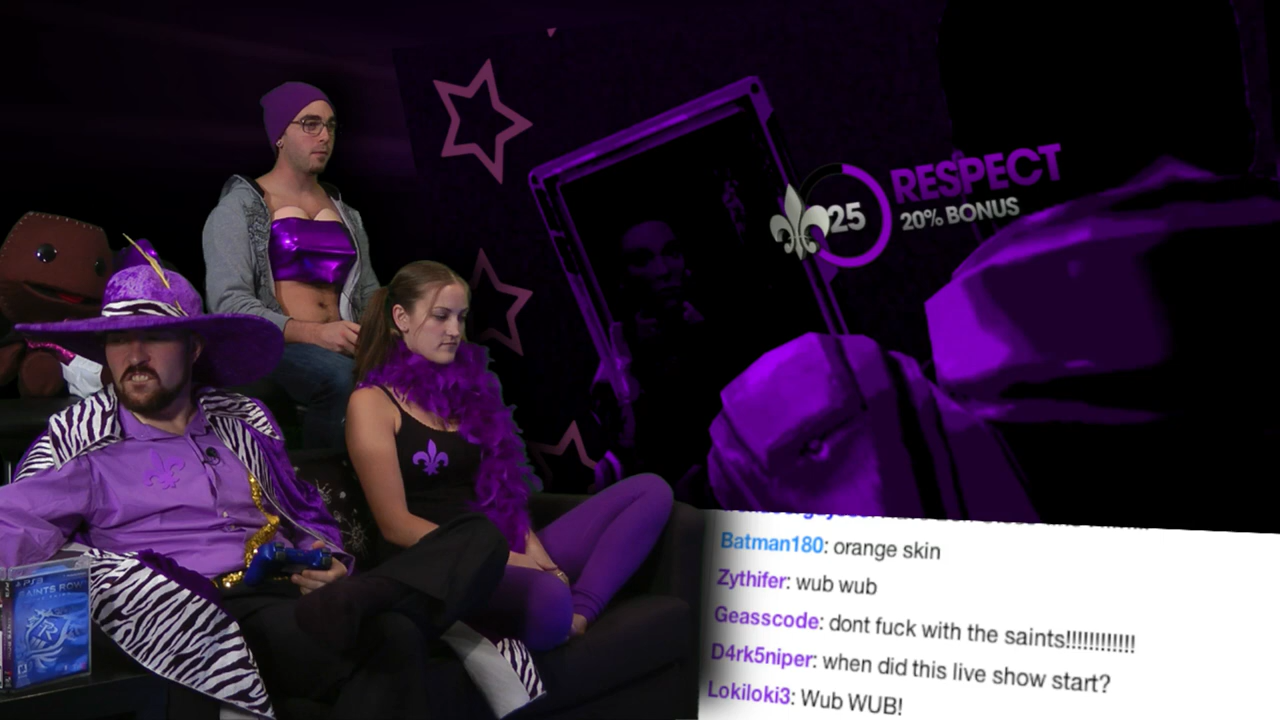 RESPECT
25
20% BONUS
PS3
SAINTS ROW
Batman180: orange skin
Zythifer: wub wub
Geasscode: dont fuck with the saints!!!!!!!!!!!!
D4rk5niper: when did this live show start?
Lokiloki3: Wub WUB!